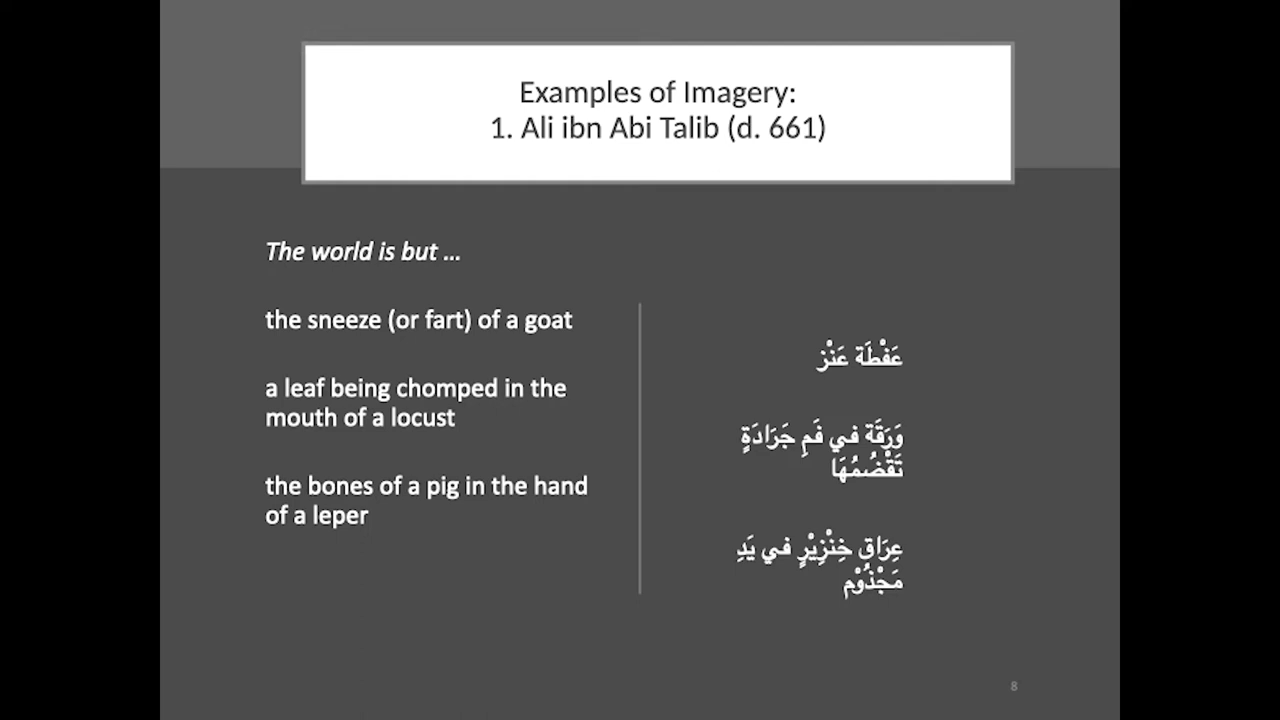 Examples of Imagery:
1. Ali ibn Abi Talib (d. 661)
The world is but ...
the sneeze (or fart) of a goat
a leaf being chomped in the
mouth of a locust
the bones of a pig in the hand
of a leper
عَفْطَة عَنْز
وَرَقَة في فَمِ جَرَادَةٍ
تَقْضُمُهَا
عِرَاق خِنْزِيْرٍ في يَدِ
مَجْذُوْم
8